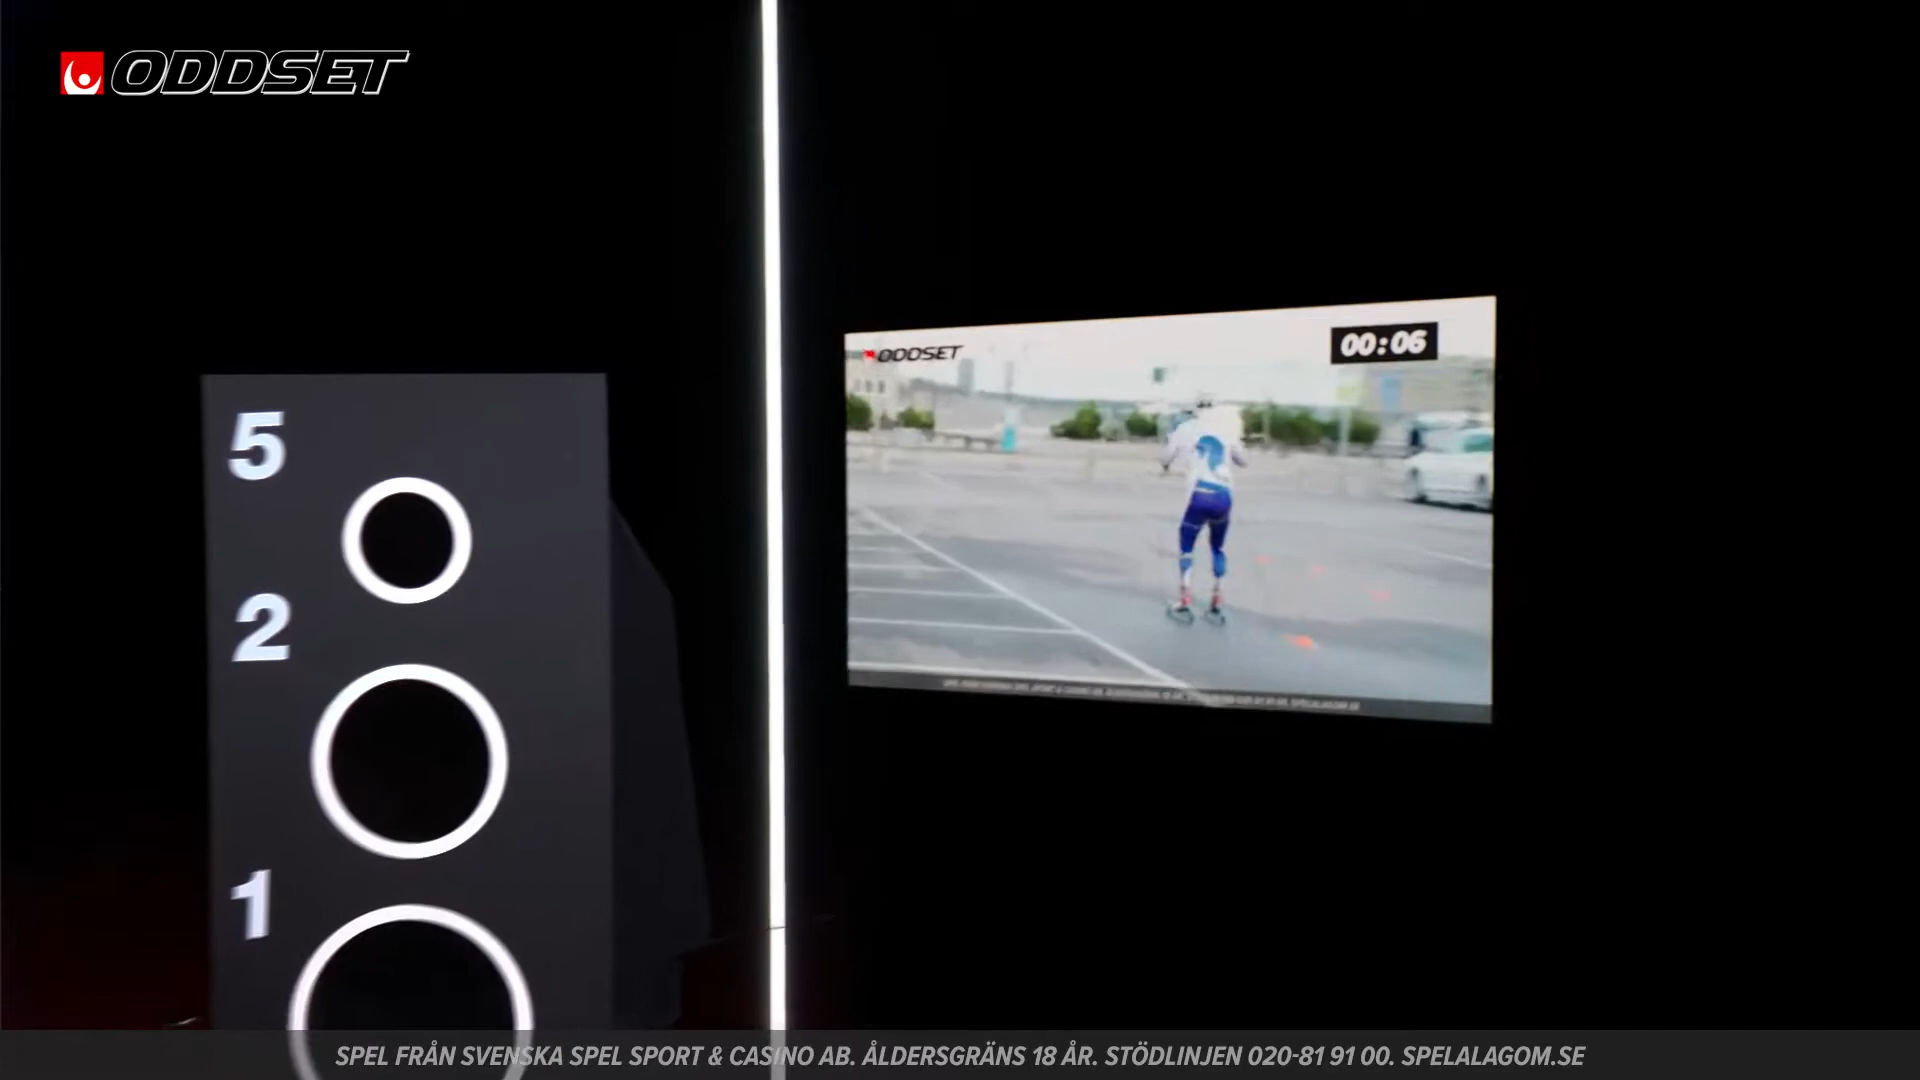 ODDSET
ODDSET
00:06
5
2
1
SPEL FRÅN SVENSKA SPEL SPORT & CASINO AB. ÅLDERSGRÄNS 18 ÅR. STÖDLINJEN 020-81 91 00. SPELALAGOM.SE